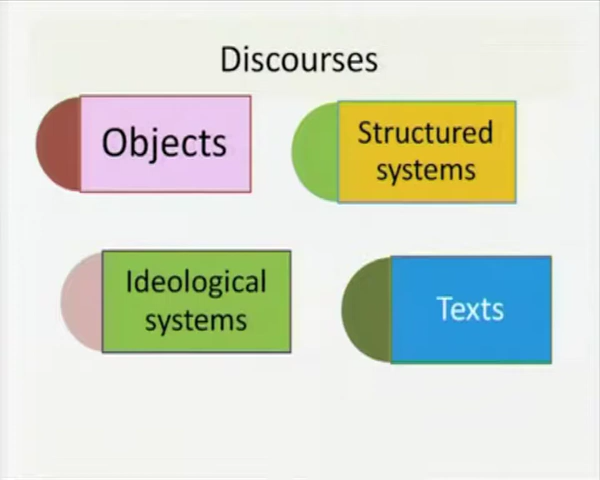 Discourses
Objects
Structured
systems
Ideological
systems
Texts